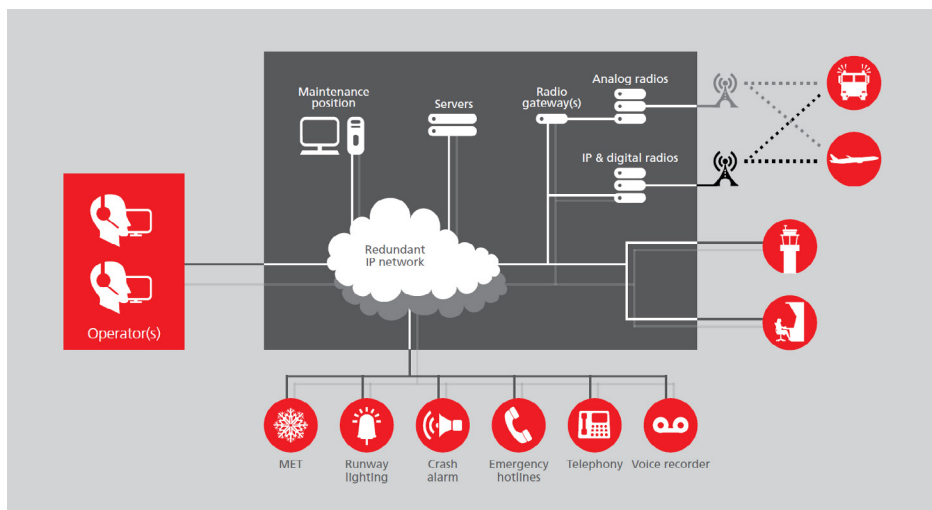 Maintenance
position
Servers
Radio
gateway(s)
Analog radios
IP & digital radios
Redundant
IP network
Operator(s)
MET
Runway
lighting
Crash
alarm
Emergency
hotlines
Telephony
Voice recorder